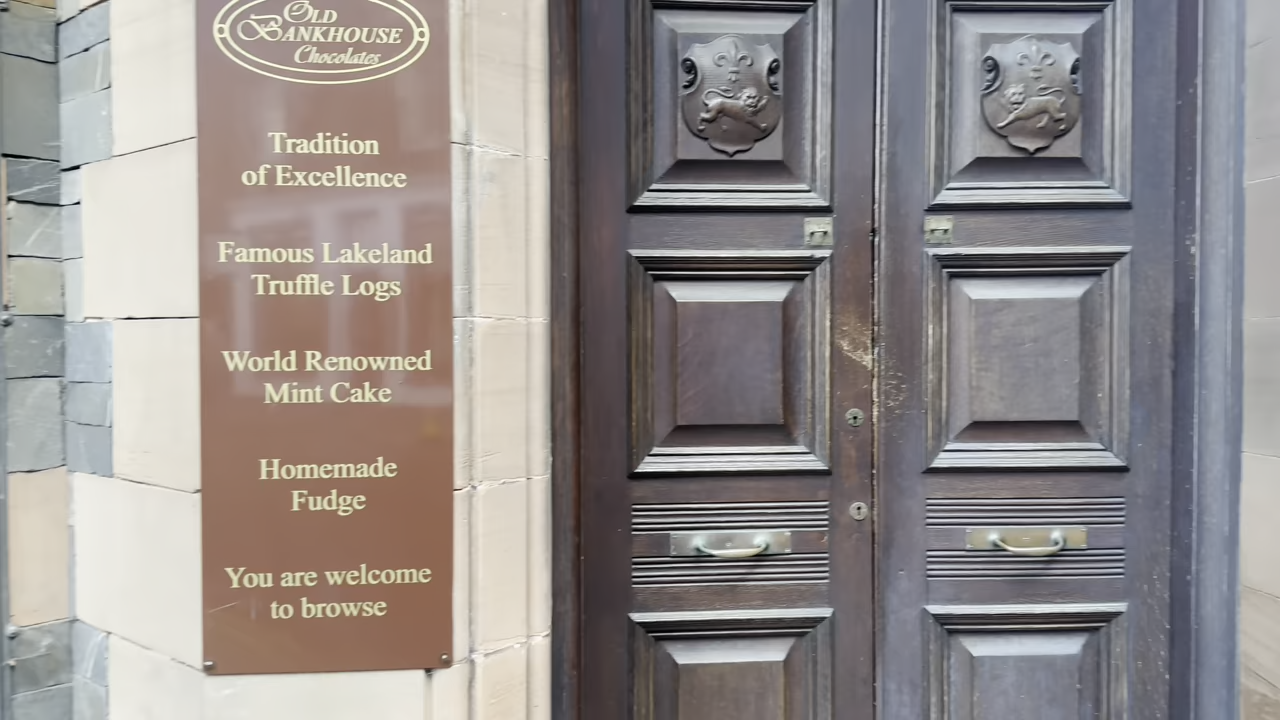 Old
Bankhouse
Chocolates
Tradition
of Excellence
Famous Lakeland
Truffle Logs
World Renowned
Mint Cake
Homemade
Fudge
You are welcome
to browse